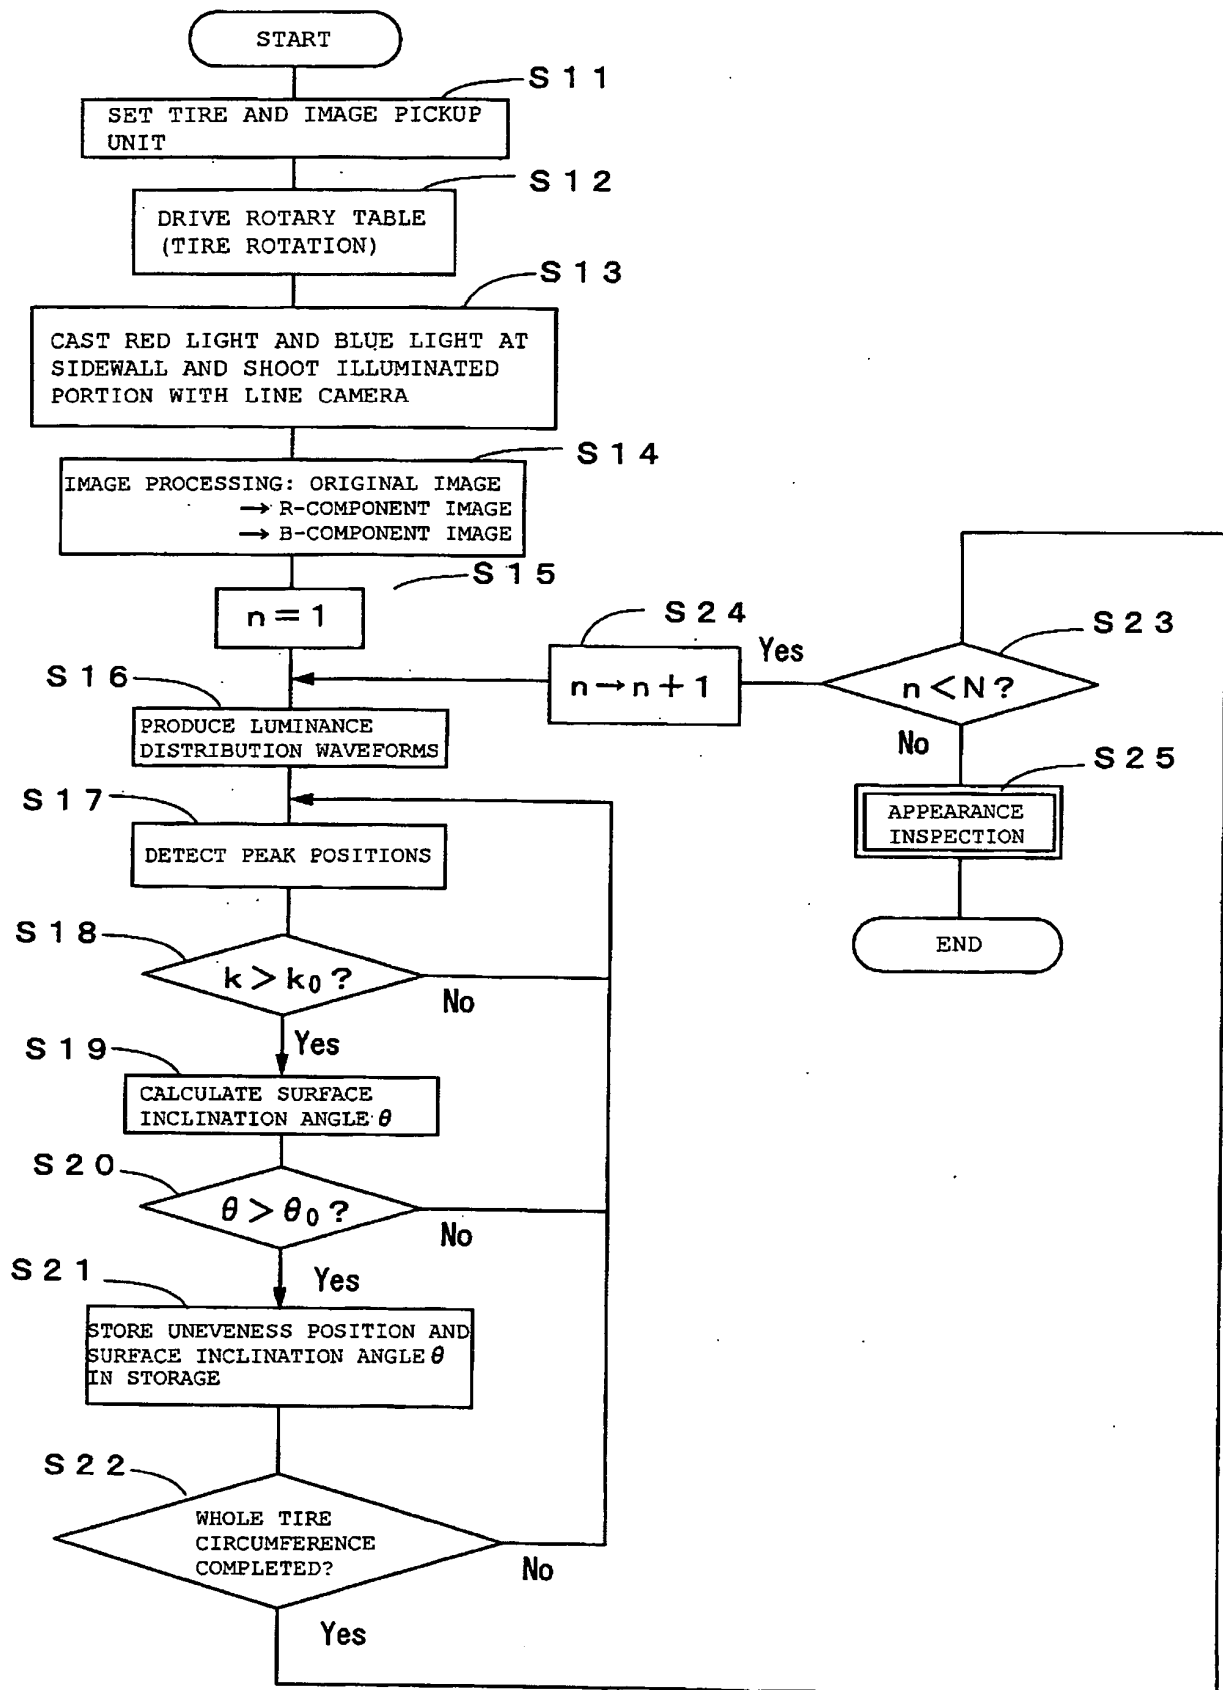 START
S11
SET TIRE AND IMAGE PICKUP
UNIT
S12
DRIVE ROTARY TABLE
(TIRE ROTATION)
S13
CAST RED LIGHT AND BLUE LIGHT AT
SIDEWALL AND SHOOT ILLUMINATED
PORTION WITH LINE CAMERA
S14
IMAGE PROCESSING: ORIGINAL IMAGE
→ R-COMPONENT IMAGE
→ B-COMPONENT IMAGE
S15
n=1
S16
PRODUCE LUMINANCE
DISTRIBUTION WAVEFORMS
S17
DETECT PEAK POSITIONS
S18
k>k₀?
No
Yes
S19
CALCULATE SURFACE
INCLINATION ANGLE θ
S20
θ>θ₀?
No
Yes
S21
STORE UNEVENESS POSITION AND
SURFACE INCLINATION ANGLE θ
IN STORAGE
S22
WHOLE TIRE
CIRCUMFERENCE
COMPLETED?
No
Yes
S23
n<N?
Yes
No
S24
n→n+1
S25
APPEARANCE
INSPECTION
END